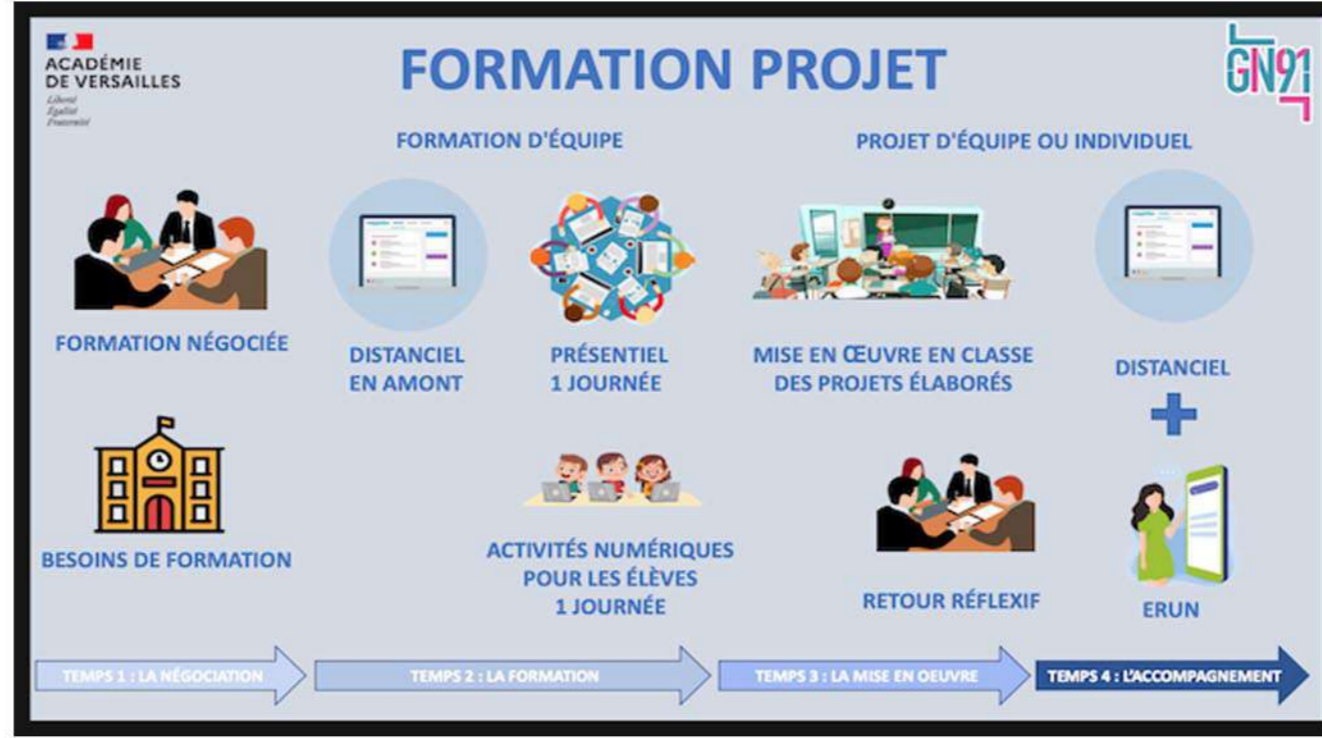 ACADÉMIE
DE VERSAILLES
Liberté
Égalité
Fraternité
FORMATION PROJET
GN91
FORMATION D'ÉQUIPE
PROJET D'ÉQUIPE OU INDIVIDUEL
FORMATION NÉGOCIÉE
DISTANCIEL
EN AMONT
PRÉSENTIEL
1 JOURNÉE
MISE EN ŒUVRE EN CLASSE
DES PROJETS ÉLABORÉS
DISTANCIEL
BESOINS DE FORMATION
ACTIVITÉS NUMÉRIQUES
POUR LES ÉLÈVES
1 JOURNÉE
RETOUR RÉFLEXIF
ERUN
TEMPS 1 : LA NÉGOCIATION
TEMPS 2 : LA FORMATION
TEMPS 3 : LA MISE EN OEUVRE
TEMPS 4 : L'ACCOMPAGNEMENT